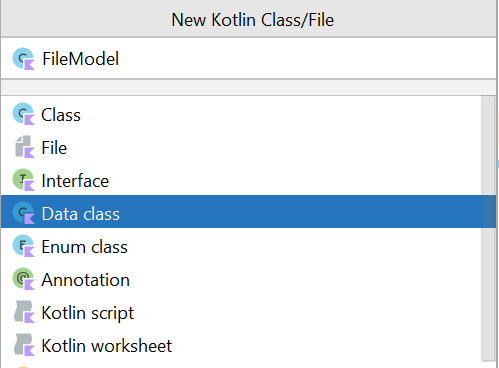 New Kotlin Class/File
FileModel
Class
File
Interface
Data class
Enum class
Annotation
Kotlin script
Kotlin worksheet